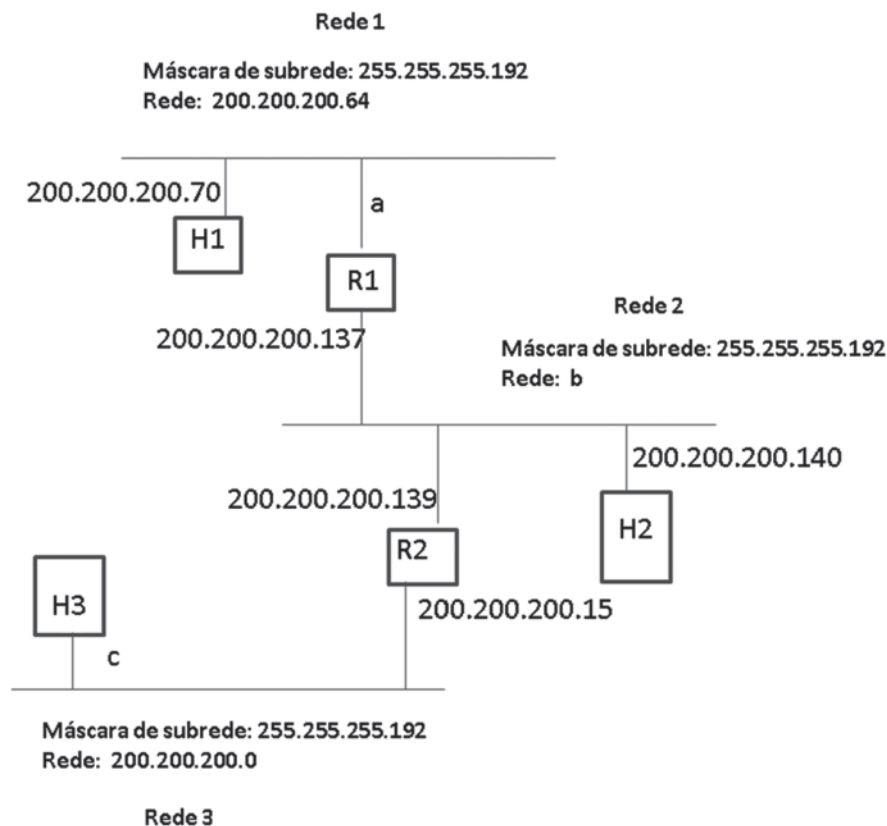 Rede 1
Máscara de subrede: 255.255.255.192
Rede: 200.200.200.64
200.200.200.70
a
H1
R1
200.200.200.137
Rede 2
Máscara de subrede: 255.255.255.192
Rede: b
200.200.200.140
200.200.200.139
H2
R2
H3
200.200.200.15
c
Máscara de subrede: 255.255.255.192
Rede: 200.200.200.0
Rede 3